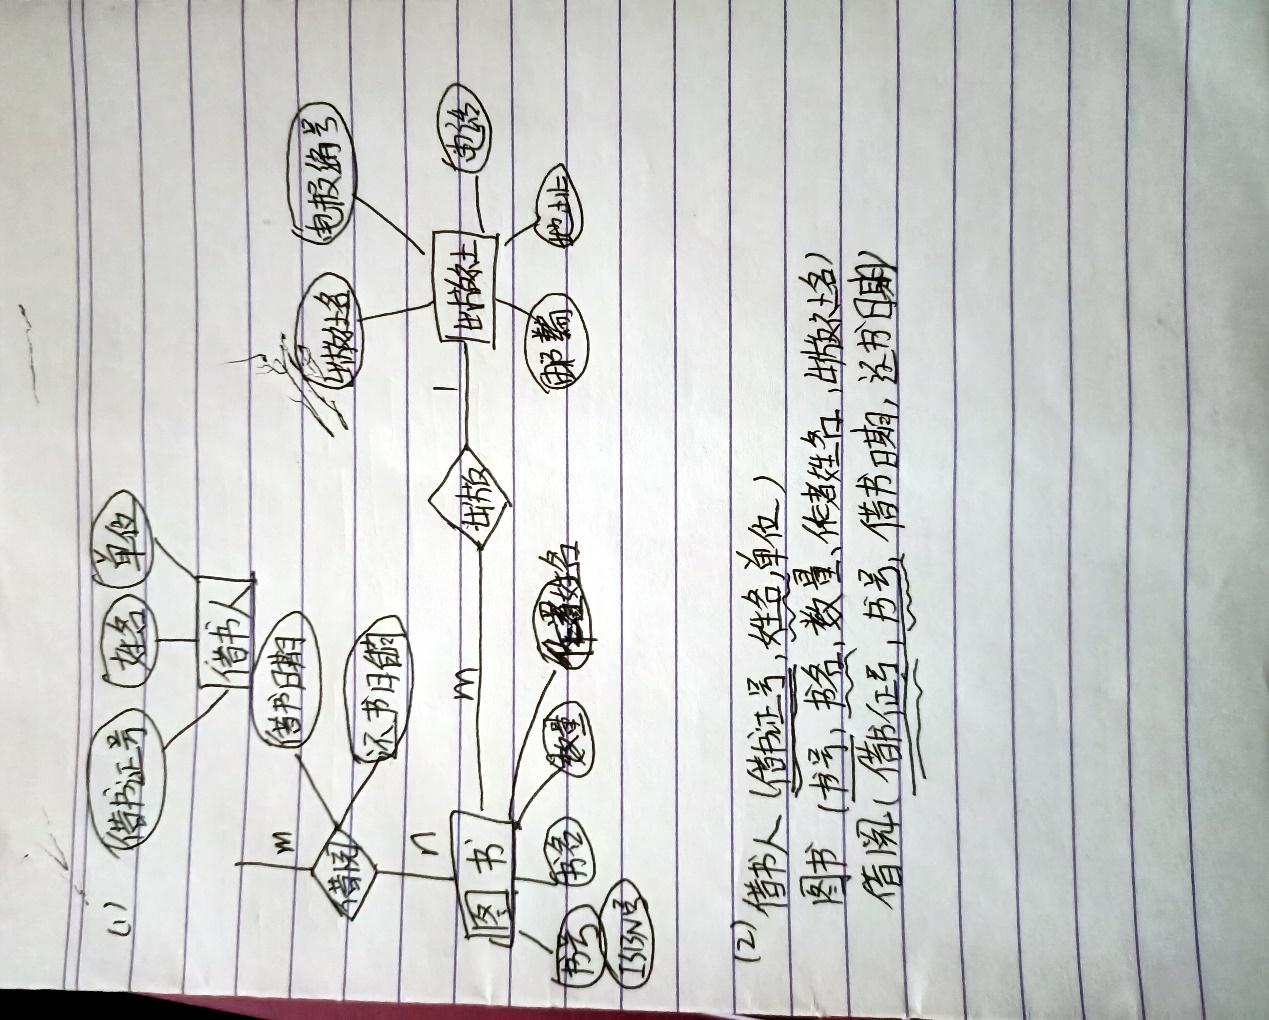 (1)
借书证号 姓名 单位
借书人
借书日期
还书日期
m
借阅
n
图书
书号
ISBN号
书名
数量
作者姓名
m
出版
1
出版社
出版社名
电报编号
电话
地址
邮编
(2) 借书人 (借书证号, 姓名, 单位)
图书 (书号, 书名, 数量, 作者姓名, 出版社名)
借阅 (借书证号, 书号, 借书日期, 还书日期)